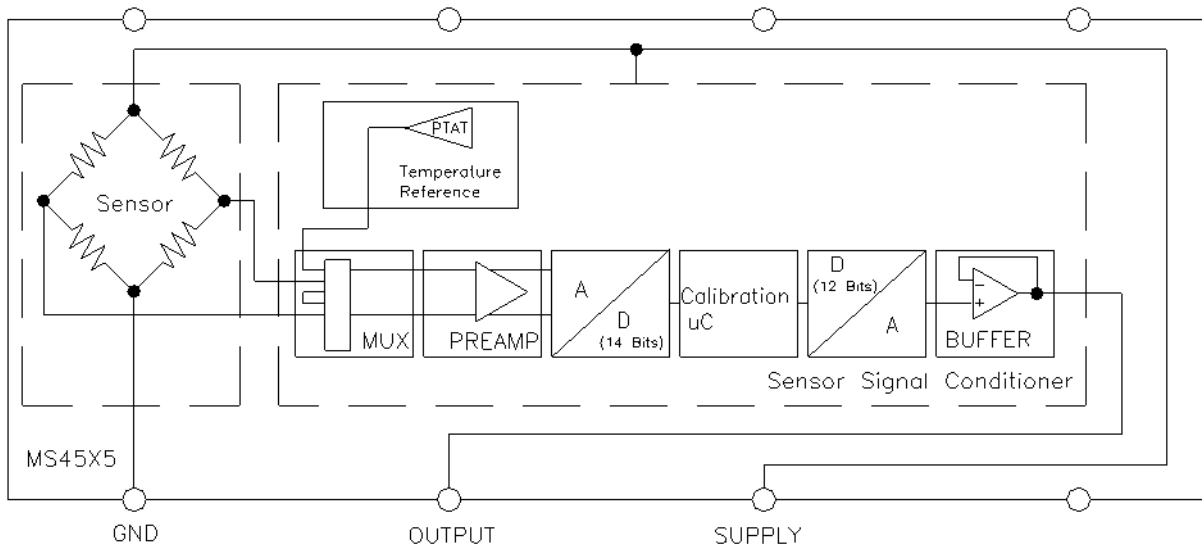 PTAT
Temperature
Reference
Sensor
MUX
PREAMP
A
D
(14 Bits)
Calibration
uC
D
(12 Bits)
A
−
+
BUFFER
Sensor Signal Conditioner
MS45X5
GND
OUTPUT
SUPPLY